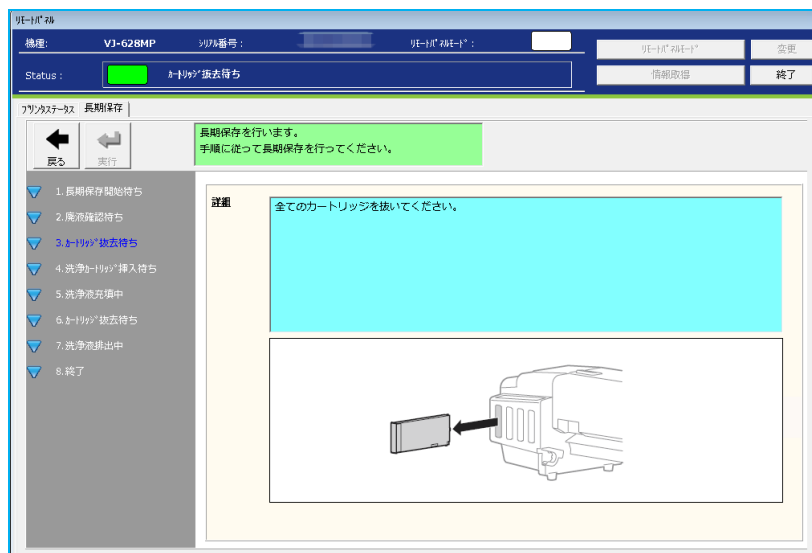 ﾘﾓｰﾄﾊﾟﾈﾙ
機種: VJ-628MP ｼﾘｱﾙ番号: ﾘﾓｰﾄﾊﾟﾈﾙﾓｰﾄﾞ:
ﾘﾓｰﾄﾊﾟﾈﾙﾓｰﾄﾞ 変更
Status : ｶｰﾄﾘｯｼﾞ抜去待ち
情報取得 終了
ﾌﾟﾘﾝﾀｽﾃｰﾀｽ 長期保存
戻る 実行
長期保存を行います。
手順に従って長期保存を行ってください。
1.長期保存開始待ち
2.廃液確認待ち
3.ｶｰﾄﾘｯｼﾞ抜去待ち
4.洗浄ｶｰﾄﾘｯｼﾞ挿入待ち
5.洗浄液充填中
6.ｶｰﾄﾘｯｼﾞ抜去待ち
7.洗浄液排出中
8.終了
詳細
全てのカートリッジを抜いてください。